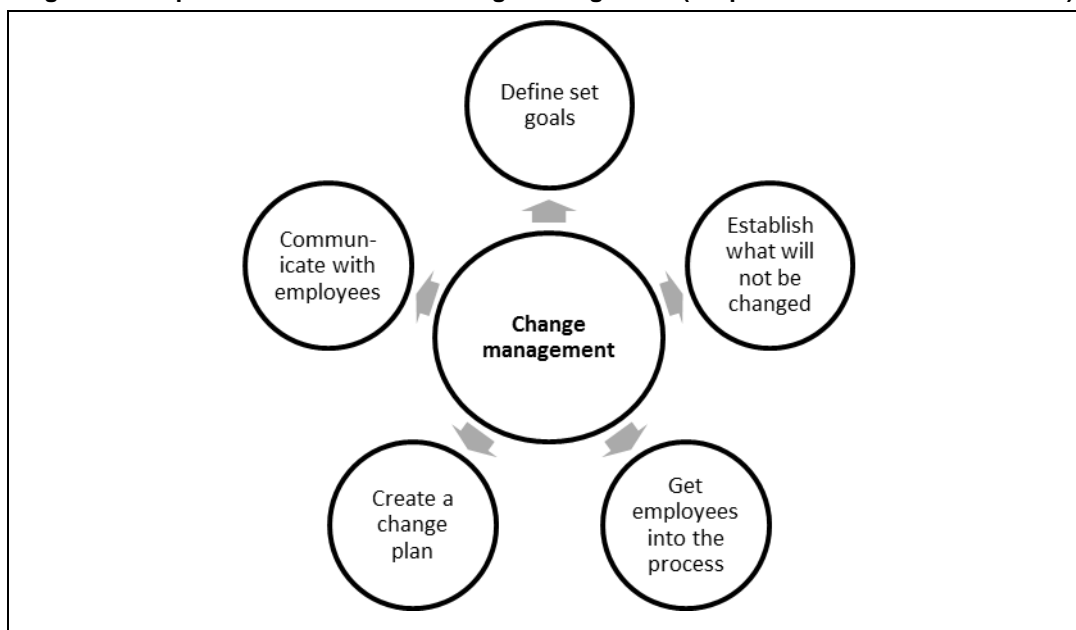 Define set
goals
Establish
what will
not be
changed
Get
employees
into the
process
Create a
change
plan
Commun-
icate with
employees
Change
management